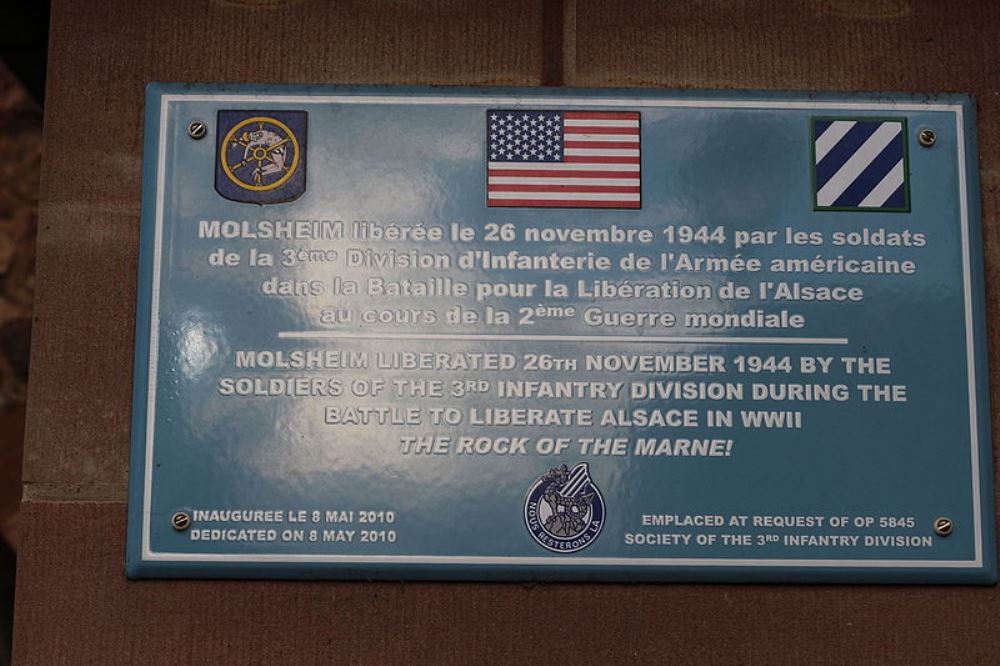 MOLSHEIM libérée le 26 novembre 1944 par les soldats
de la 3ème Division d'Infanterie de l'Armée américaine
dans la Bataille pour la Libération de l'Alsace
au cours de la 2ème Guerre mondiale
MOLSHEIM LIBERATED 26TH NOVEMBER 1944 BY THE
SOLDIERS OF THE 3RD INFANTRY DIVISION DURING THE
BATTLE TO LIBERATE ALSACE IN WWII
THE ROCK OF THE MARNE!
NOUS RESTERONS LA
INAUGUREE LE 8 MAI 2010
DEDICATED ON 8 MAY 2010
EMPLACED AT REQUEST OF OP 5845
SOCIETY OF THE 3RD INFANTRY DIVISION